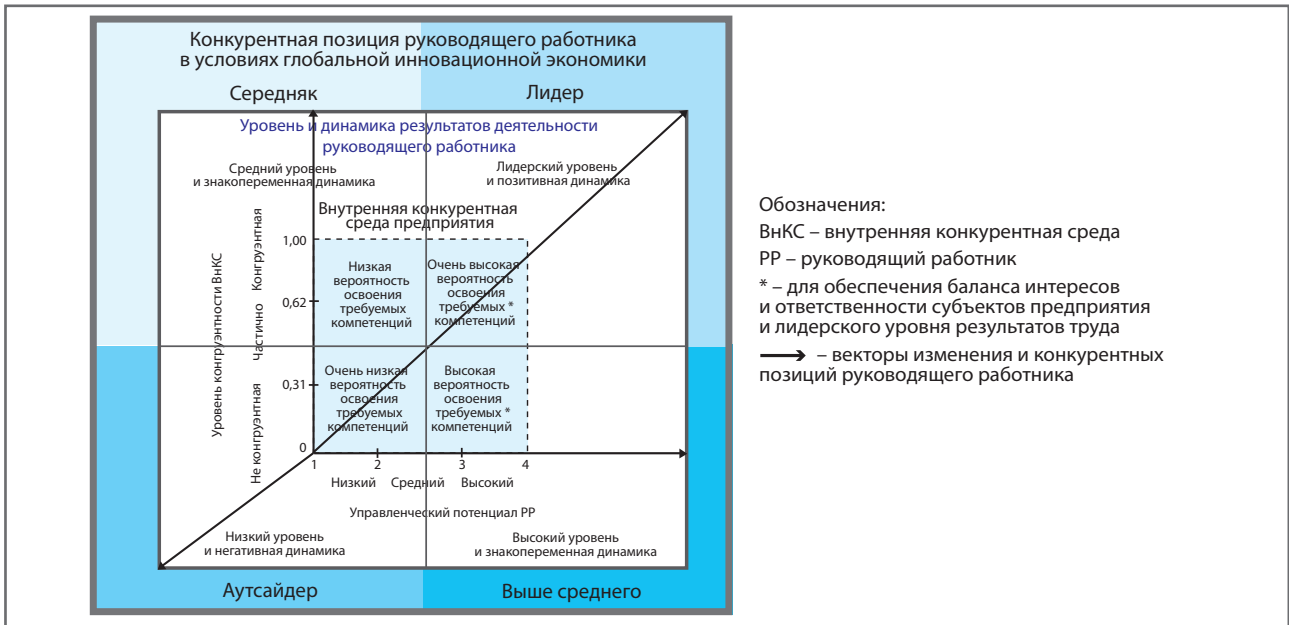 Конкурентная позиция руководящего работника
в условиях глобальной инновационной экономики
Середняк
Лидер
Уровень и динамика результатов деятельности
руководящего работника
Средний уровень
и знакопеременная динамика
Лидерский уровень
и позитивная динамика
Внутренняя конкурентная
среда предприятия
Уровень конгруэнтности ВнКС
Не конгруэнтная
Частично
Конгруэнтная
1,00
0,62
0,31
0
Низкая
вероятность
освоения
требуемых
компетенций
Очень высокая
вероятность
освоения
требуемых *
компетенций
Очень низкая
вероятность
освоения
требуемых
компетенций
Высокая
вероятность
освоения
требуемых *
компетенций
1
2
3
4
Низкий
Средний
Высокий
Управленческий потенциал РР
Низкий уровень
и негативная динамика
Высокий уровень
и знакопеременная динамика
Аутсайдер
Выше среднего
Обозначения:
ВнКС – внутренняя конкурентная среда
РР – руководящий работник
* – для обеспечения баланса интересов
и ответственности субъектов предприятия
и лидерского уровня результатов труда
– векторы изменения и конкурентных
позиций руководящего работника